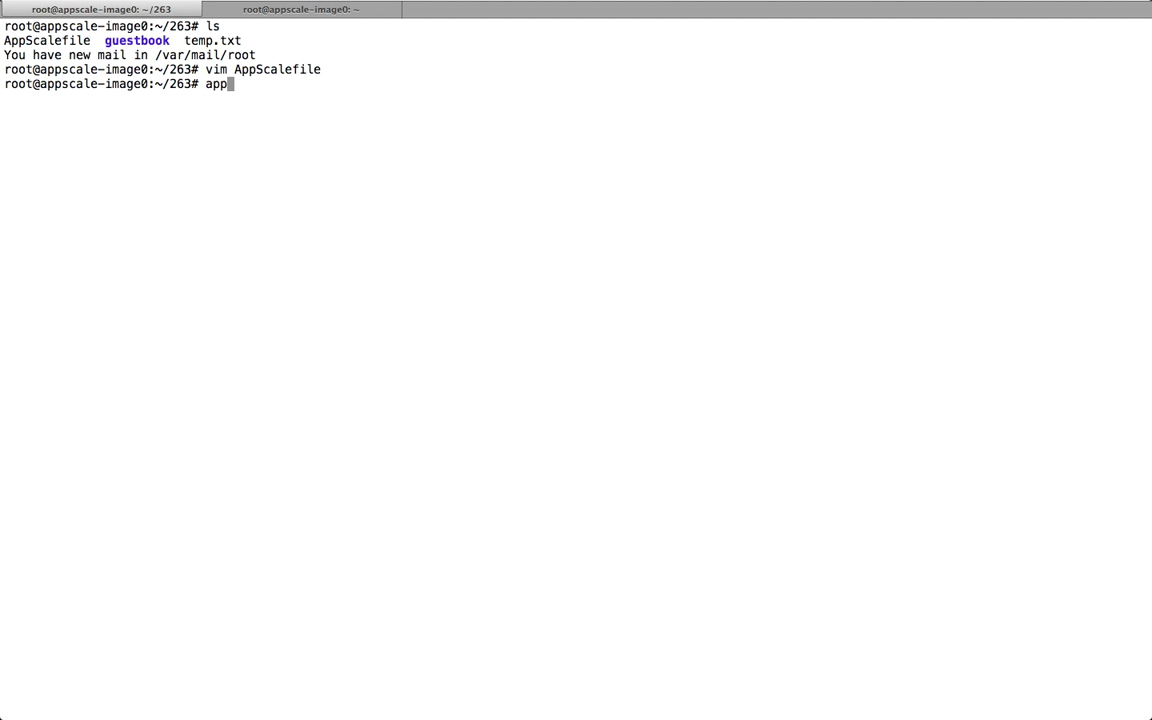 root@appscale-image0: ~/263
root@appscale-image0: ~
root@appscale-image0:~/263# ls
AppScalefile  guestbook  temp.txt
You have new mail in /var/mail/root
root@appscale-image0:~/263# vim AppScalefile
root@appscale-image0:~/263# app